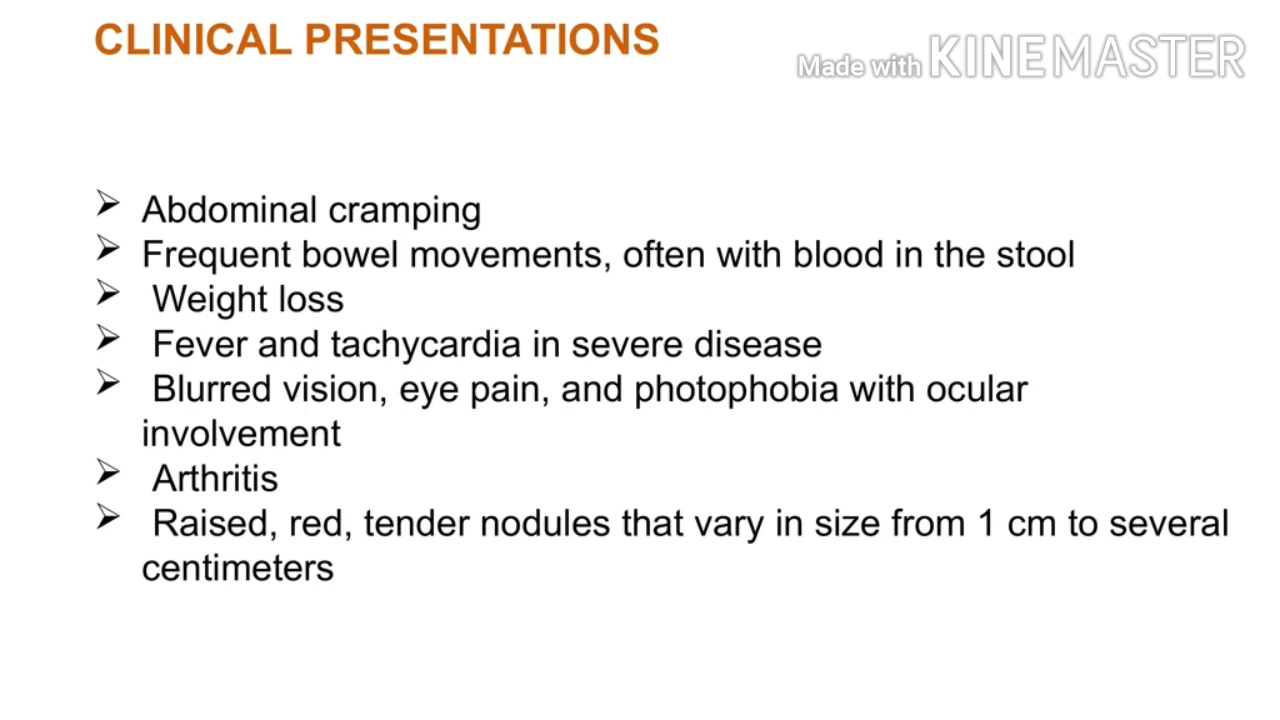 CLINICAL PRESENTATIONS
Made with KINEMASTER
➢ Abdominal cramping
➢ Frequent bowel movements, often with blood in the stool
➢ Weight loss
➢ Fever and tachycardia in severe disease
➢ Blurred vision, eye pain, and photophobia with ocular
involvement
➢ Arthritis
➢ Raised, red, tender nodules that vary in size from 1 cm to several
centimeters